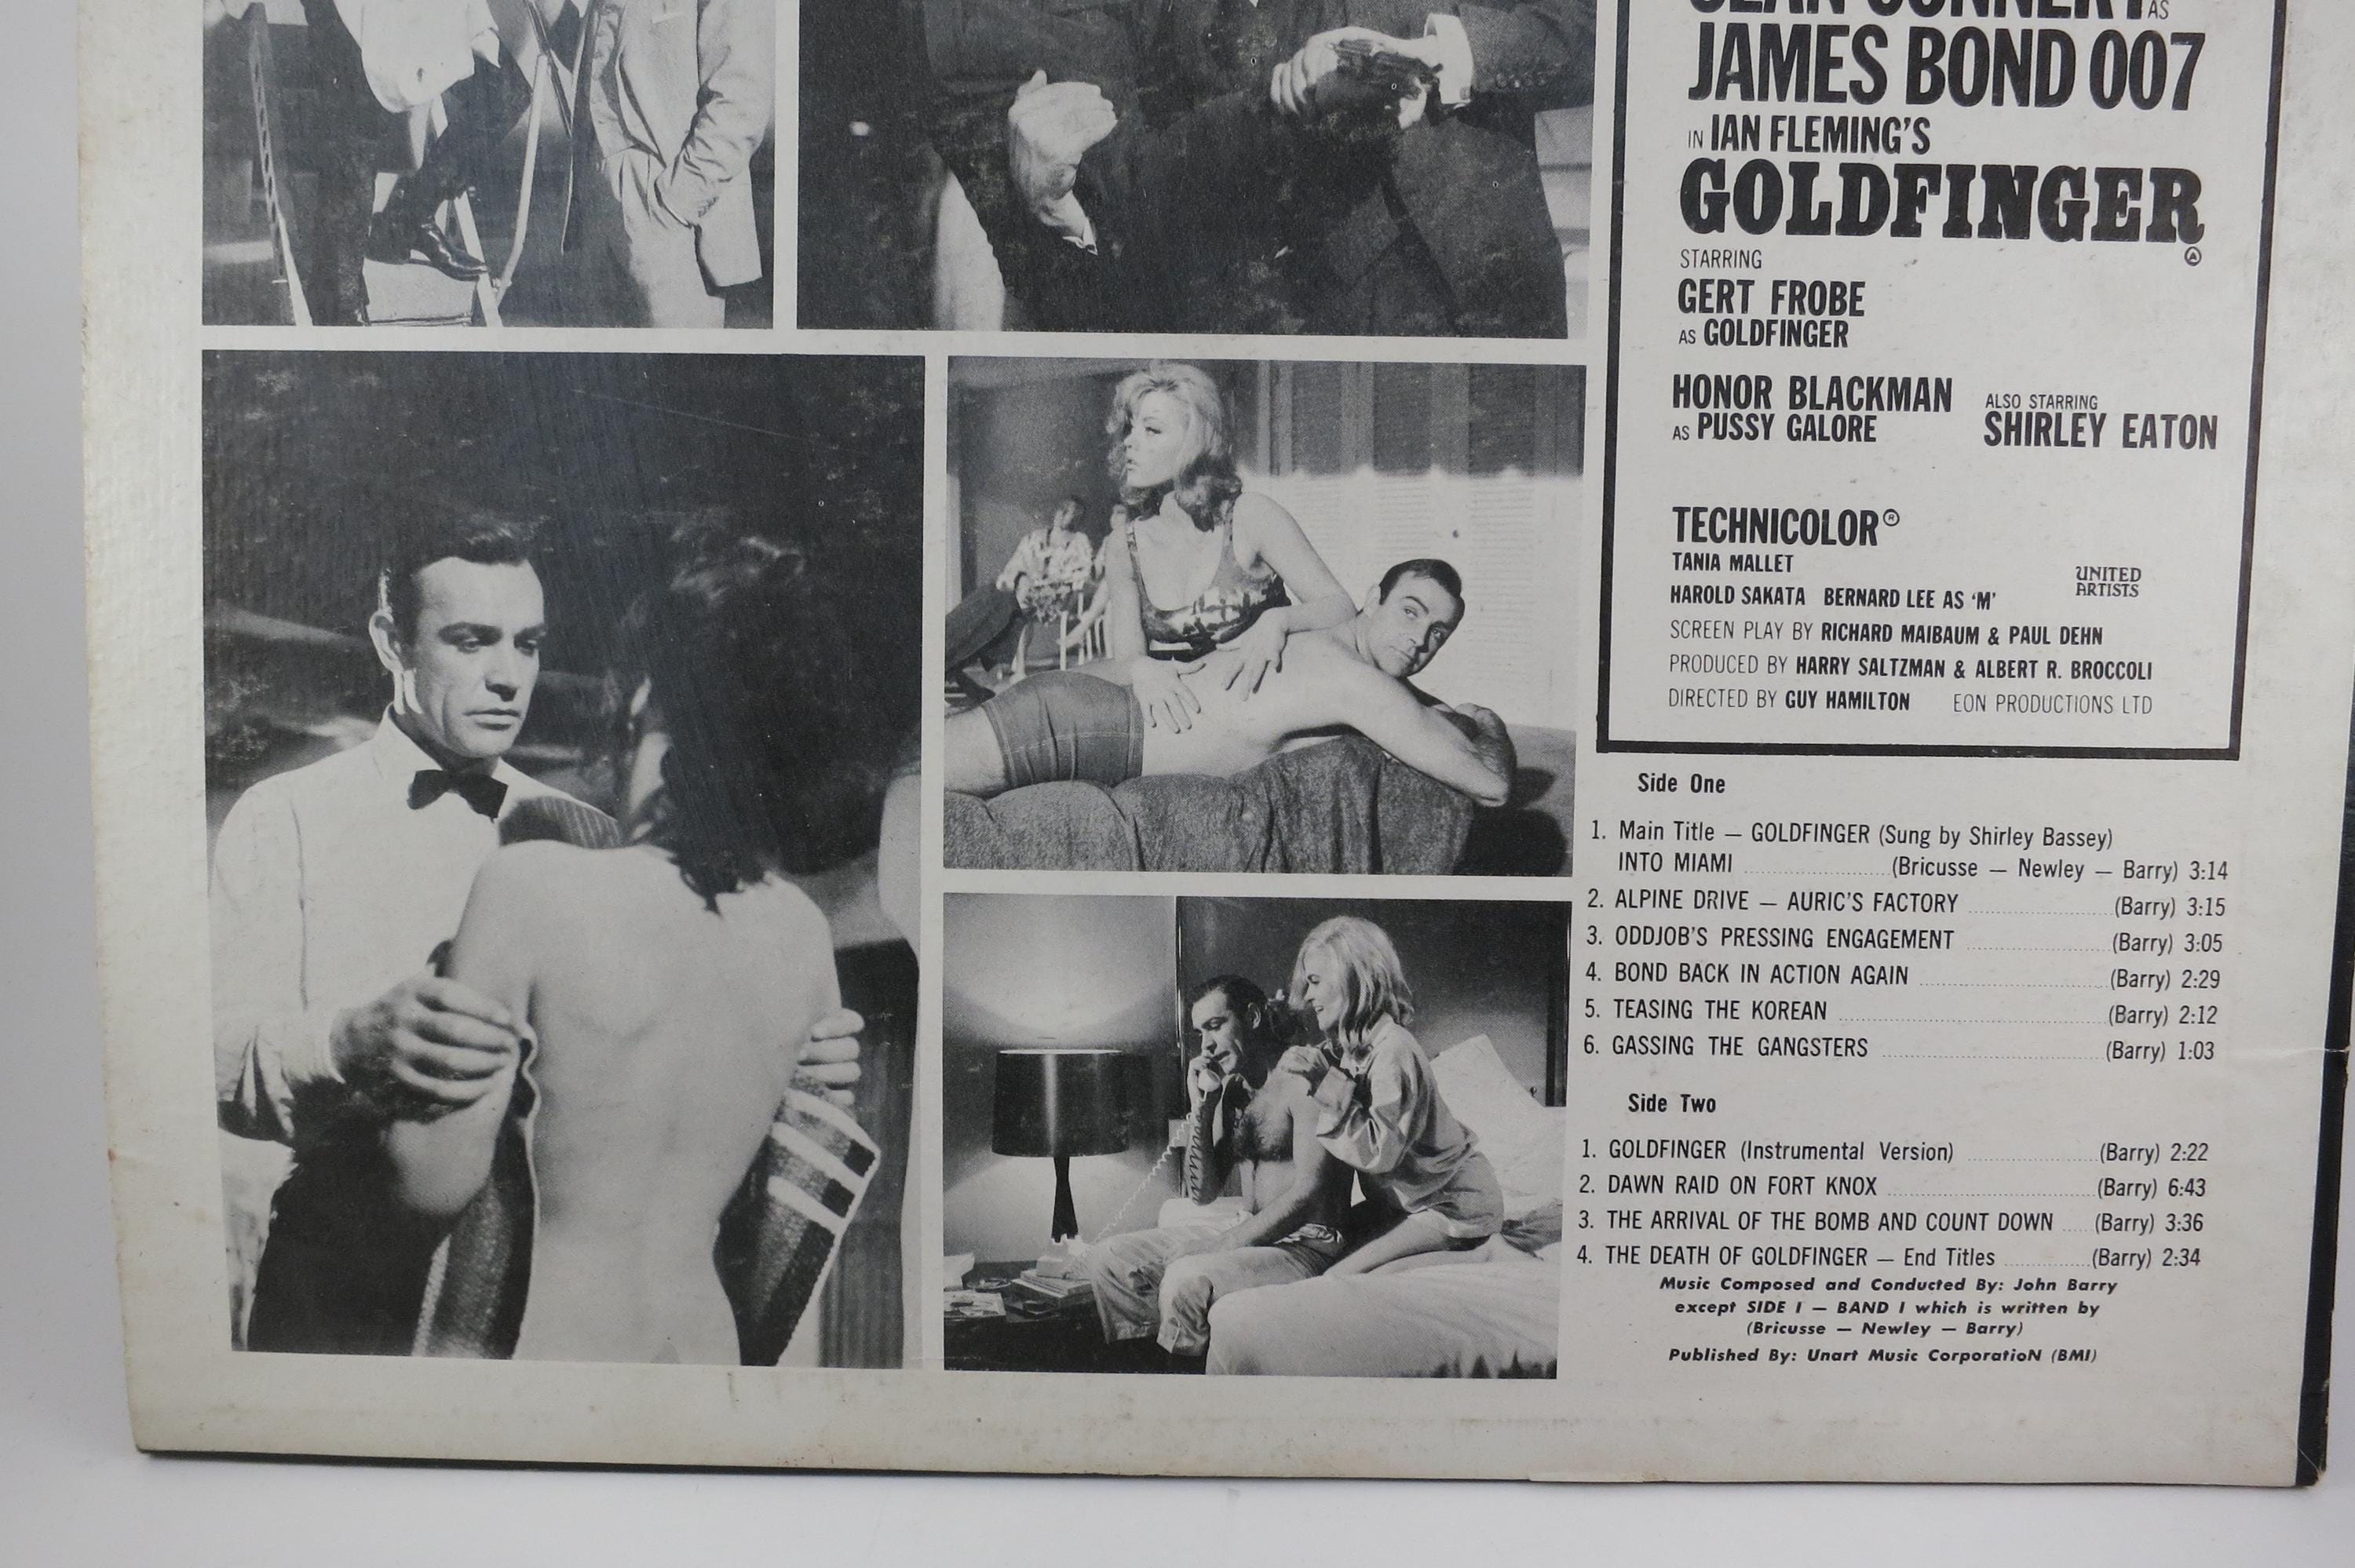 SEAN CONNERY AS
JAMES BOND 007
IN IAN FLEMING'S
GOLDFINGER
STARRING
GERT FROBE
AS GOLDFINGER
HONOR BLACKMAN
AS PUSSY GALORE
ALSO STARRING
SHIRLEY EATON
TECHNICOLOR®
TANIA MALLET
HAROLD SAKATA BERNARD LEE AS 'M'
UNITED
ARTISTS
SCREEN PLAY BY RICHARD MAIBAUM & PAUL DEHN
PRODUCED BY HARRY SALTZMAN & ALBERT R. BROCCOLI
DIRECTED BY GUY HAMILTON EON PRODUCTIONS LTD
Side One
1. Main Title — GOLDFINGER (Sung by Shirley Bassey)
INTO MIAMI (Bricusse — Newley — Barry) 3:14
2. ALPINE DRIVE — AURIC'S FACTORY (Barry) 3:15
3. ODDJOB'S PRESSING ENGAGEMENT (Barry) 3:05
4. BOND BACK IN ACTION AGAIN (Barry) 2:29
5. TEASING THE KOREAN (Barry) 2:12
6. GASSING THE GANGSTERS (Barry) 1:03
Side Two
1. GOLDFINGER (Instrumental Version) (Barry) 2:22
2. DAWN RAID ON FORT KNOX (Barry) 6:43
3. THE ARRIVAL OF THE BOMB AND COUNT DOWN (Barry) 3:36
4. THE DEATH OF GOLDFINGER — End Titles (Barry) 2:34
Music Composed and Conducted By: John Barry
except SIDE I — BAND I which is written by
(Bricusse — Newley — Barry)
Published By: Unart Music CorporatioN (BMI)